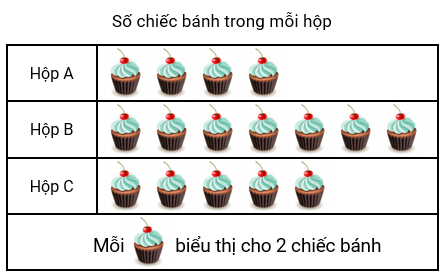 Số chiếc bánh trong mỗi hộp
Hộp A
Hộp B
Hộp C
Mỗi biểu thị cho 2 chiếc bánh